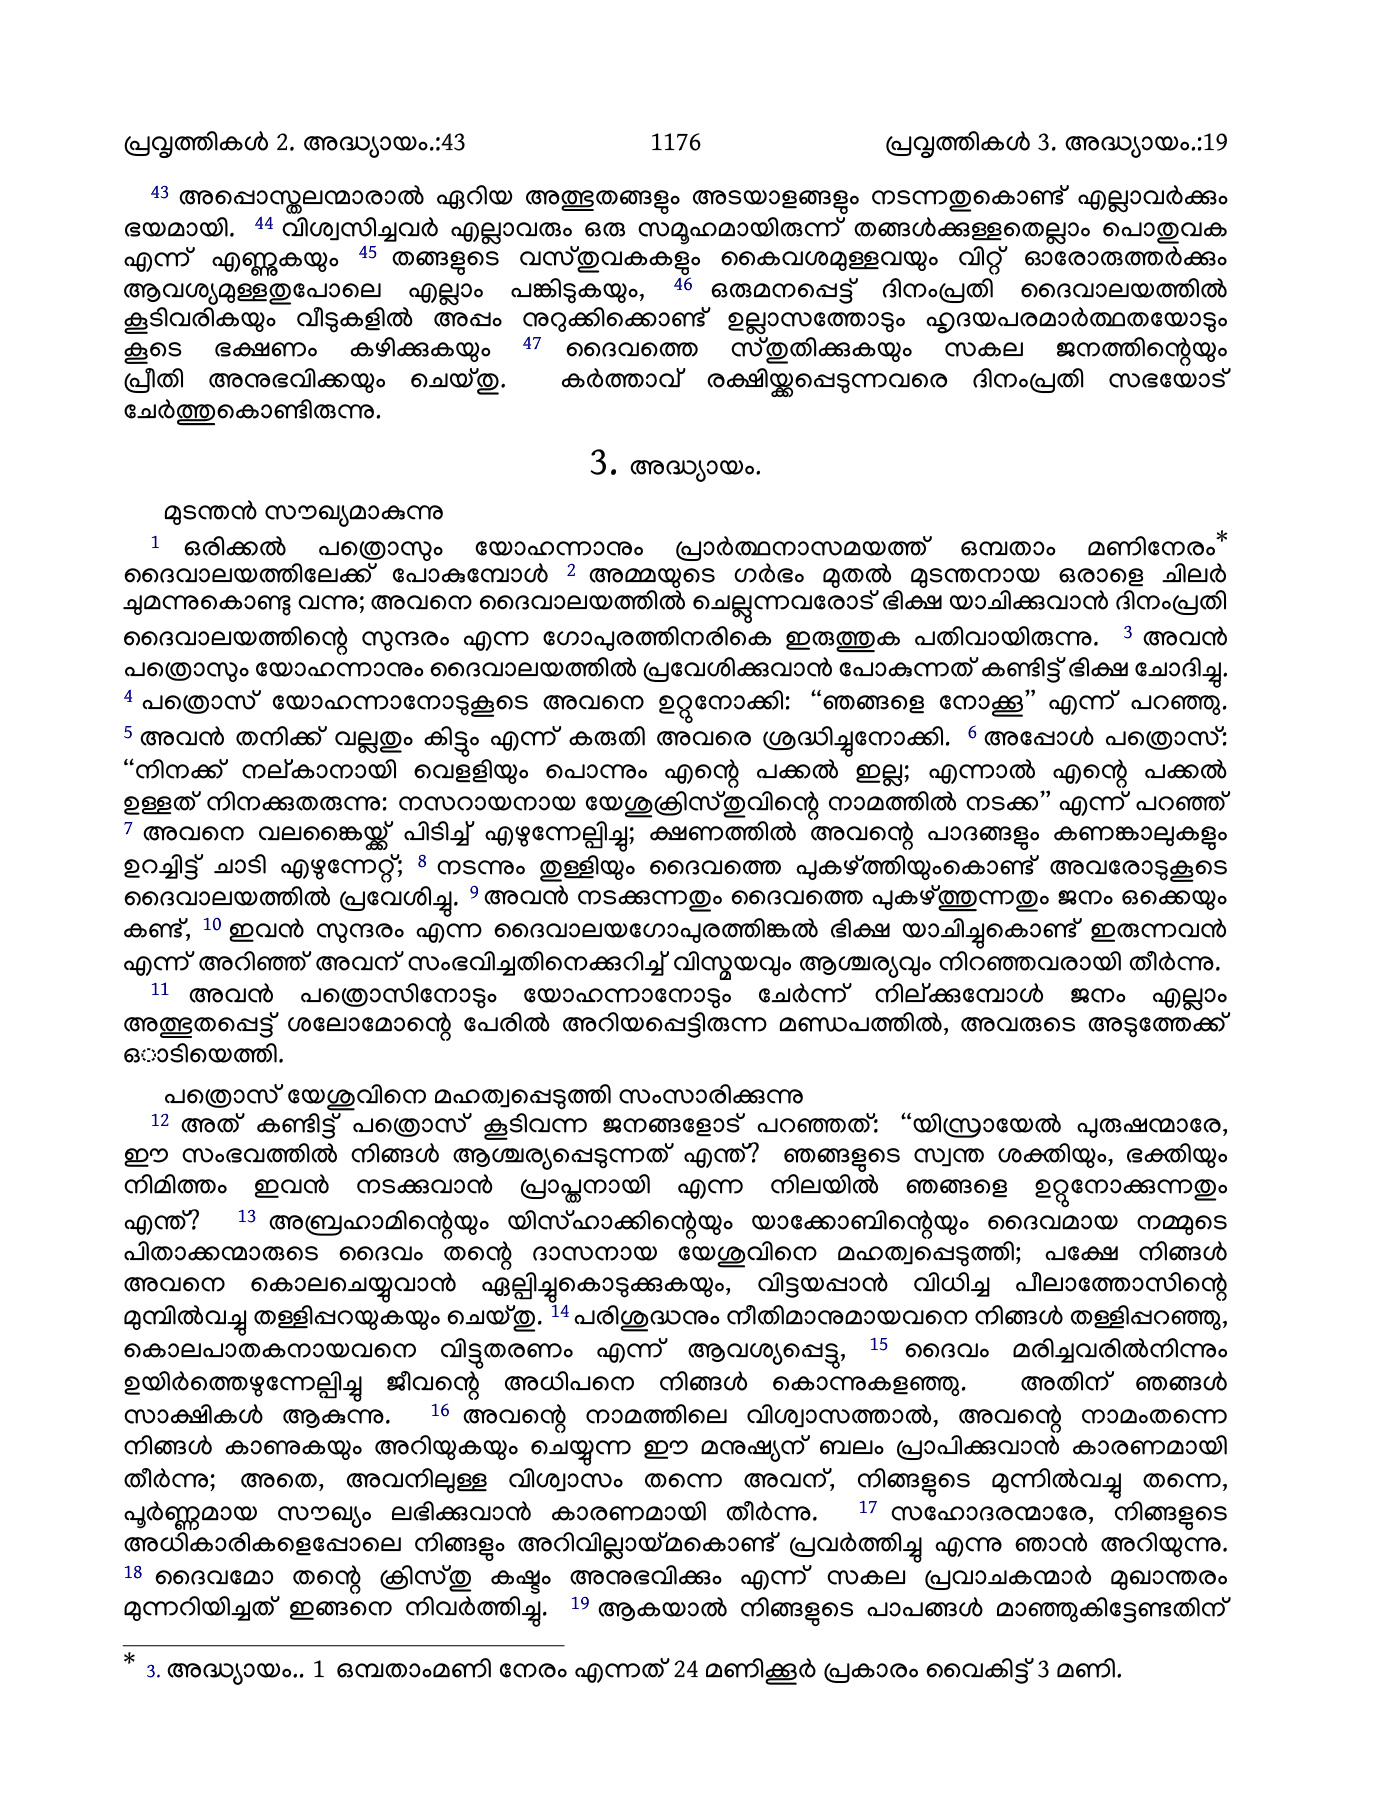 പ്രവൃത്തികൾ 2. അദ്ധ്യായം.:43 1176 പ്രവൃത്തികൾ 3. അദ്ധ്യായം.:19
43 അപ്പൊസ്തലന്മാരാൽ ഏറിയ അത്ഭുതങ്ങളും അടയാളങ്ങളും നടന്നതുകൊണ്ട് എല്ലാവർക്കും
ഭയമായി. 44 വിശ്വസിച്ചവർ എല്ലാവരും ഒരു സമൂഹമായിരുന്ന് തങ്ങൾക്കുള്ളതെല്ലാം പൊതുവക
എന്ന് എണ്ണുകയും 45 തങ്ങളുടെ വസ്തുവകകളും കൈവശമുള്ളവയും വിറ്റ് ഓരോരുത്തർക്കും
ആവശ്യമുള്ളതുപോലെ എല്ലാം പങ്കിടുകയും, 46 ഒരുമനപ്പെട്ട് ദിനംപ്രതി ദൈവാലയത്തിൽ
കൂടിവരികയും വീടുകളിൽ അപ്പം നുറുക്കിക്കൊണ്ട് ഉല്ലാസത്തോടും ഹൃദയപരമാർത്ഥതയോടും
കൂടെ ഭക്ഷണം കഴിക്കുകയും 47 ദൈവത്തെ സ്തുതിക്കുകയും സകല ജനത്തിന്റെയും
പ്രീതി അനുഭവിക്കയും ചെയ്തു. കർത്താവ് രക്ഷിയ്ക്കപ്പെടുന്നവരെ ദിനംപ്രതി സഭയോട്
ചേർത്തുകൊണ്ടിരുന്നു.
3. അദ്ധ്യായം.
മുടന്തൻ സൗഖ്യമാകുന്നു
1 ഒരിക്കൽ പത്രൊസും യോഹന്നാനും പ്രാർത്ഥനാസമയത്ത് ഒമ്പതാം മണിനേരം*
ദൈവാലയത്തിലേക്ക് പോകുമ്പോൾ 2 അമ്മയുടെ ഗർഭം മുതൽ മുടന്തനായ ഒരാളെ ചിലർ
ചുമന്നുകൊണ്ടു വന്നു; അവനെ ദൈവാലയത്തിൽ ചെല്ലുന്നവരോട് ഭിക്ഷ യാചിക്കുവാൻ ദിനംപ്രതി
ദൈവാലയത്തിന്റെ സുന്ദരം എന്ന ഗോപുരത്തിനരികെ ഇരുത്തുക പതിവായിരുന്നു. 3 അവൻ
പത്രൊസും യോഹന്നാനും ദൈവാലയത്തിൽ പ്രവേശിക്കുവാൻ പോകുന്നത് കണ്ടിട്ട് ഭിക്ഷ ചോദിച്ചു.
4 പത്രൊസ് യോഹന്നാനോടുകൂടെ അവനെ ഉറ്റുനോക്കി: “ഞങ്ങളെ നോക്കൂ” എന്ന് പറഞ്ഞു.
5 അവൻ തനിക്ക് വല്ലതും കിട്ടും എന്ന് കരുതി അവരെ ശ്രദ്ധിച്ചുനോക്കി. 6 അപ്പോൾ പത്രൊസ്:
“നിനക്ക് നല്കാനായി വെളളിയും പൊന്നും എന്റെ പക്കൽ ഇല്ല; എന്നാൽ എന്റെ പക്കൽ
ഉള്ളത് നിനക്കുതരുന്നു: നസറായനായ യേശുക്രിസ്തുവിന്റെ നാമത്തിൽ നടക്ക” എന്ന് പറഞ്ഞ്
7 അവനെ വലങ്കൈയ്ക്ക് പിടിച്ച് എഴുന്നേല്പിച്ചു; ക്ഷണത്തിൽ അവന്റെ പാദങ്ങളും കണങ്കാലുകളും
ഉറച്ചിട്ട് ചാടി എഴുന്നേറ്റ്; 8 നടന്നും തുള്ളിയും ദൈവത്തെ പുകഴ്ത്തിയുംകൊണ്ട് അവരോടുകൂടെ
ദൈവാലയത്തിൽ പ്രവേശിച്ചു. 9 അവൻ നടക്കുന്നതും ദൈവത്തെ പുകഴ്ത്തുന്നതും ജനം ഒക്കെയും
കണ്ട്, 10 ഇവൻ സുന്ദരം എന്ന ദൈവാലയഗോപുരത്തിങ്കൽ ഭിക്ഷ യാചിച്ചുകൊണ്ട് ഇരുന്നവൻ
എന്ന് അറിഞ്ഞ് അവന് സംഭവിച്ചതിനെക്കുറിച്ച് വിസ്മയവും ആശ്ചര്യവും നിറഞ്ഞവരായി തീർന്നു.
11 അവൻ പത്രൊസിനോടും യോഹന്നാനോടും ചേർന്ന് നില്ക്കുമ്പോൾ ജനം എല്ലാം
അത്ഭുതപ്പെട്ട് ശലോമോന്റെ പേരിൽ അറിയപ്പെട്ടിരുന്ന മണ്ഡപത്തിൽ, അവരുടെ അടുത്തേക്ക്
ഒാടിയെത്തി.
പത്രൊസ് യേശുവിനെ മഹത്വപ്പെടുത്തി സംസാരിക്കുന്നു
12 അത് കണ്ടിട്ട് പത്രൊസ് കൂടിവന്ന ജനങ്ങളോട് പറഞ്ഞത്: “യിസ്രായേൽ പുരുഷന്മാരേ,
ഈ സംഭവത്തിൽ നിങ്ങൾ ആശ്ചര്യപ്പെടുന്നത് എന്ത്? ഞങ്ങളുടെ സ്വന്ത ശക്തിയും, ഭക്തിയും
നിമിത്തം ഇവൻ നടക്കുവാൻ പ്രാപ്തനായി എന്ന നിലയിൽ ഞങ്ങളെ ഉറ്റുനോക്കുന്നതും
എന്ത്? 13 അബ്രഹാമിന്റെയും യിസ്ഹാക്കിന്റെയും യാക്കോബിന്റെയും ദൈവമായ നമ്മുടെ
പിതാക്കന്മാരുടെ ദൈവം തന്റെ ദാസനായ യേശുവിനെ മഹത്വപ്പെടുത്തി; പക്ഷേ നിങ്ങൾ
അവനെ കൊലചെയ്യുവാൻ ഏല്പിച്ചുകൊടുക്കുകയും, വിട്ടയപ്പാൻ വിധിച്ച പീലാത്തോസിന്റെ
മുമ്പിൽവച്ചു തള്ളിപ്പറയുകയും ചെയ്തു. 14 പരിശുദ്ധനും നീതിമാനുമായവനെ നിങ്ങൾ തള്ളിപ്പറഞ്ഞു,
കൊലപാതകനായവനെ വിട്ടുതരണം എന്ന് ആവശ്യപ്പെട്ടു, 15 ദൈവം മരിച്ചവരിൽനിന്നും
ഉയിർത്തെഴുന്നേല്പിച്ചു ജീവന്റെ അധിപനെ നിങ്ങൾ കൊന്നുകളഞ്ഞു. അതിന് ഞങ്ങൾ
സാക്ഷികൾ ആകുന്നു. 16 അവന്റെ നാമത്തിലെ വിശ്വാസത്താൽ, അവന്റെ നാമംതന്നെ
നിങ്ങൾ കാണുകയും അറിയുകയും ചെയ്യുന്ന ഈ മനുഷ്യന് ബലം പ്രാപിക്കുവാൻ കാരണമായി
തീർന്നു; അതെ, അവനിലുള്ള വിശ്വാസം തന്നെ അവന്, നിങ്ങളുടെ മുന്നിൽവച്ചു തന്നെ,
പൂർണ്ണമായ സൗഖ്യം ലഭിക്കുവാൻ കാരണമായി തീർന്നു. 17 സഹോദരന്മാരേ, നിങ്ങളുടെ
അധികാരികളെപ്പോലെ നിങ്ങളും അറിവില്ലായ്മകൊണ്ട് പ്രവർത്തിച്ചു എന്നു ഞാൻ അറിയുന്നു.
18 ദൈവമോ തന്റെ ക്രിസ്തു കഷ്ടം അനുഭവിക്കും എന്ന് സകല പ്രവാചകന്മാർ മുഖാന്തരം
മുന്നറിയിച്ചത് ഇങ്ങനെ നിവർത്തിച്ചു. 19 ആകയാൽ നിങ്ങളുടെ പാപങ്ങൾ മാഞ്ഞുകിട്ടേണ്ടതിന്
* 3. അദ്ധ്യായം.. 1 ഒമ്പതാംമണി നേരം എന്നത് 24 മണിക്കൂർ പ്രകാരം വൈകിട്ട് 3 മണി.